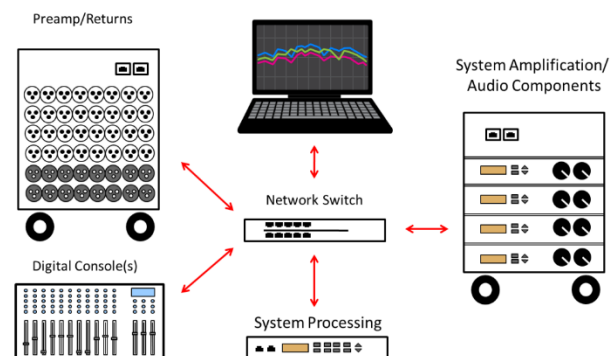 Preamp/Returns
System Amplification/
Audio Components
Network Switch
Digital Console(s)
System Processing